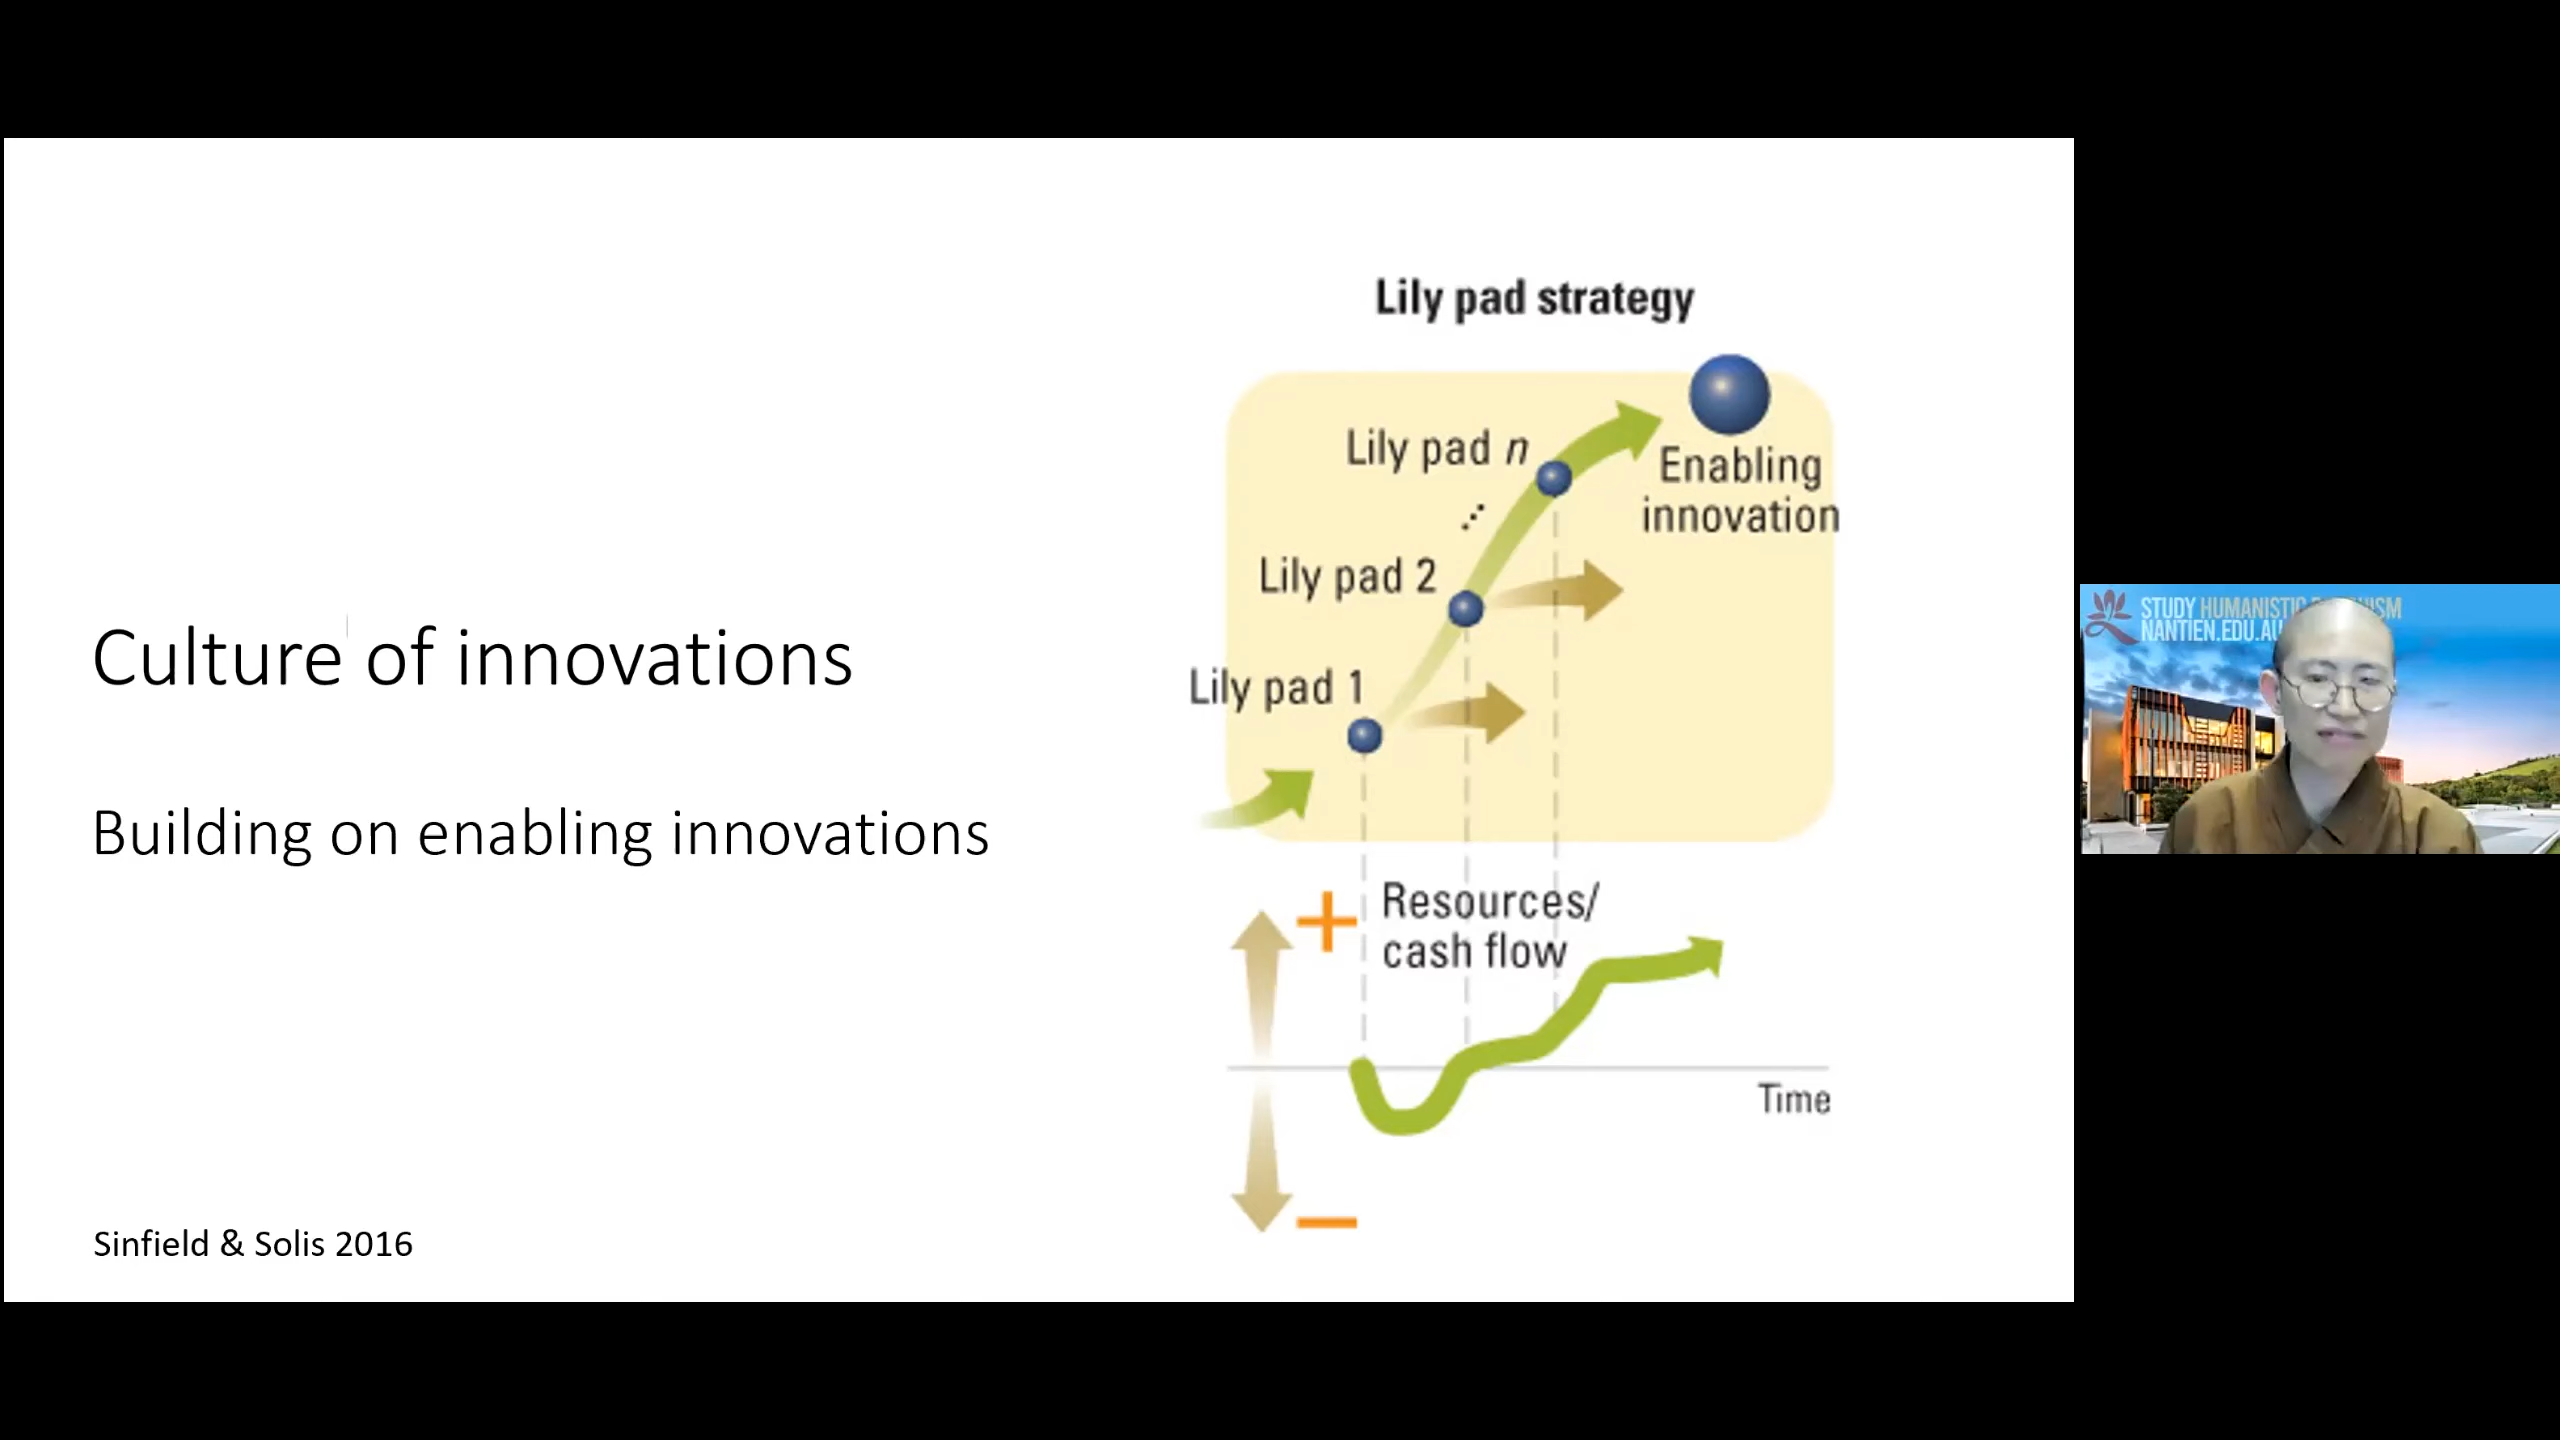 Culture of innovations
Building on enabling innovations
Sinfield & Solis 2016
Lily pad strategy
Lily pad n
Enabling
innovation
Lily pad 2
Lily pad 1
+
Resources/
cash flow
Time
−
STUDY HUMANISTIC
NANTIEN.EDU.AU